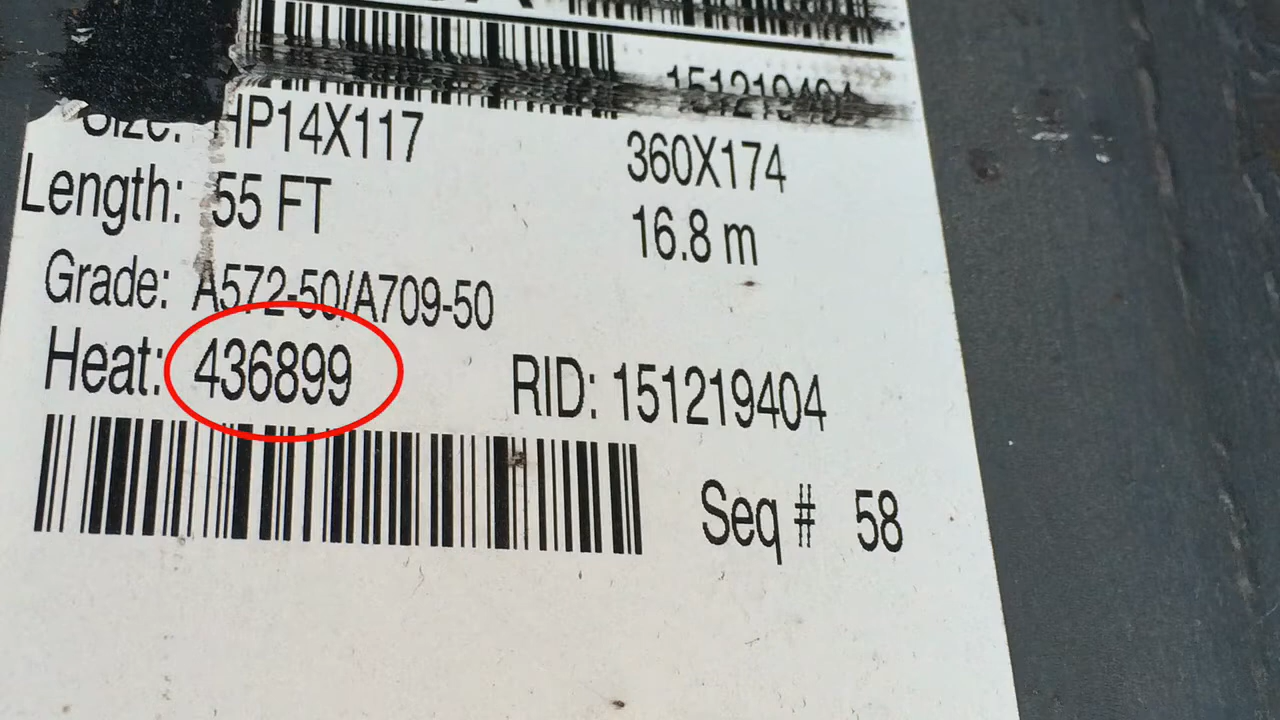 151219404
Size: HP14X117 360X174
Length: 55 FT 16.8 m
Grade: A572-50/A709-50
Heat: 436899 RID: 151219404
Seq # 58